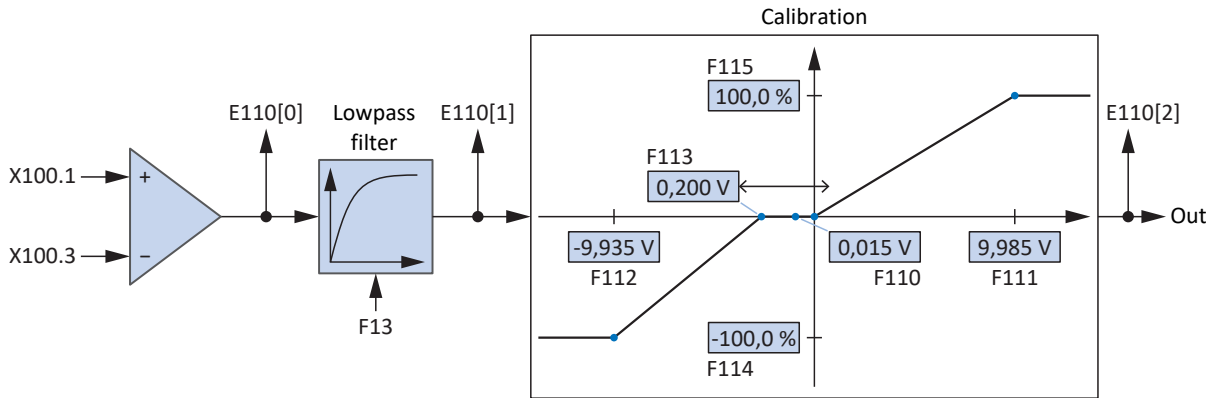 Calibration
F115
100,0 %
E110[0]
Lowpass
filter
E110[1]
E110[2]
F113
0,200 V
X100.1
+
Out
X100.3
−
-9,935 V
0,015 V
9,985 V
F112
F110
F111
F13
-100,0 %
F114